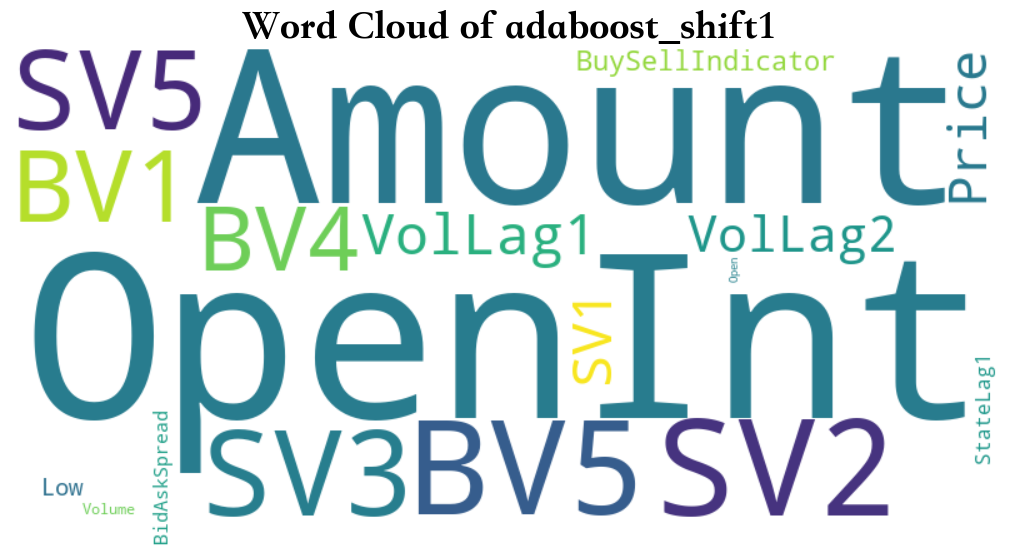 Word Cloud of adaboost_shift1
SV5
Amount
BuySellIndicator
Price
BV1
BV4
VolLag1
VolLag2
OpenInt
Open
SV1
StateLag1
SV3
BV5
SV2
BidAskSpread
Low
Volume